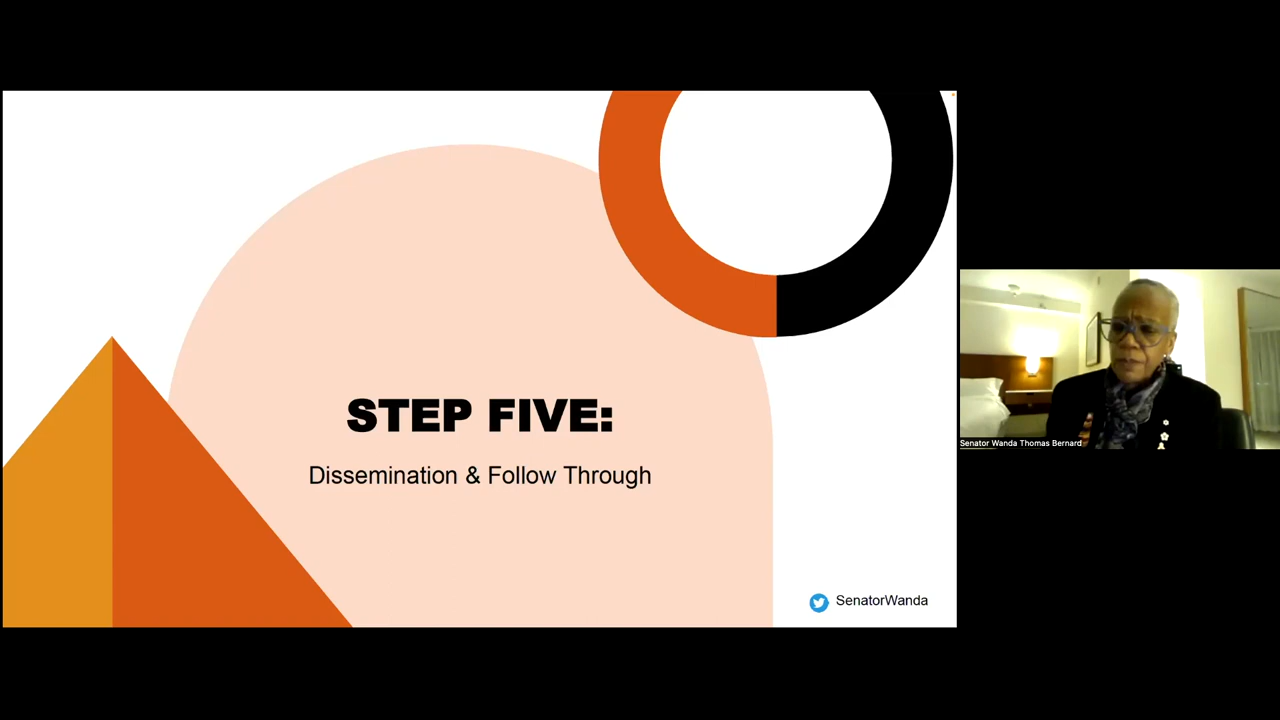 STEP FIVE:
Dissemination & Follow Through
SenatorWanda
Senator Wanda Thomas Bernard